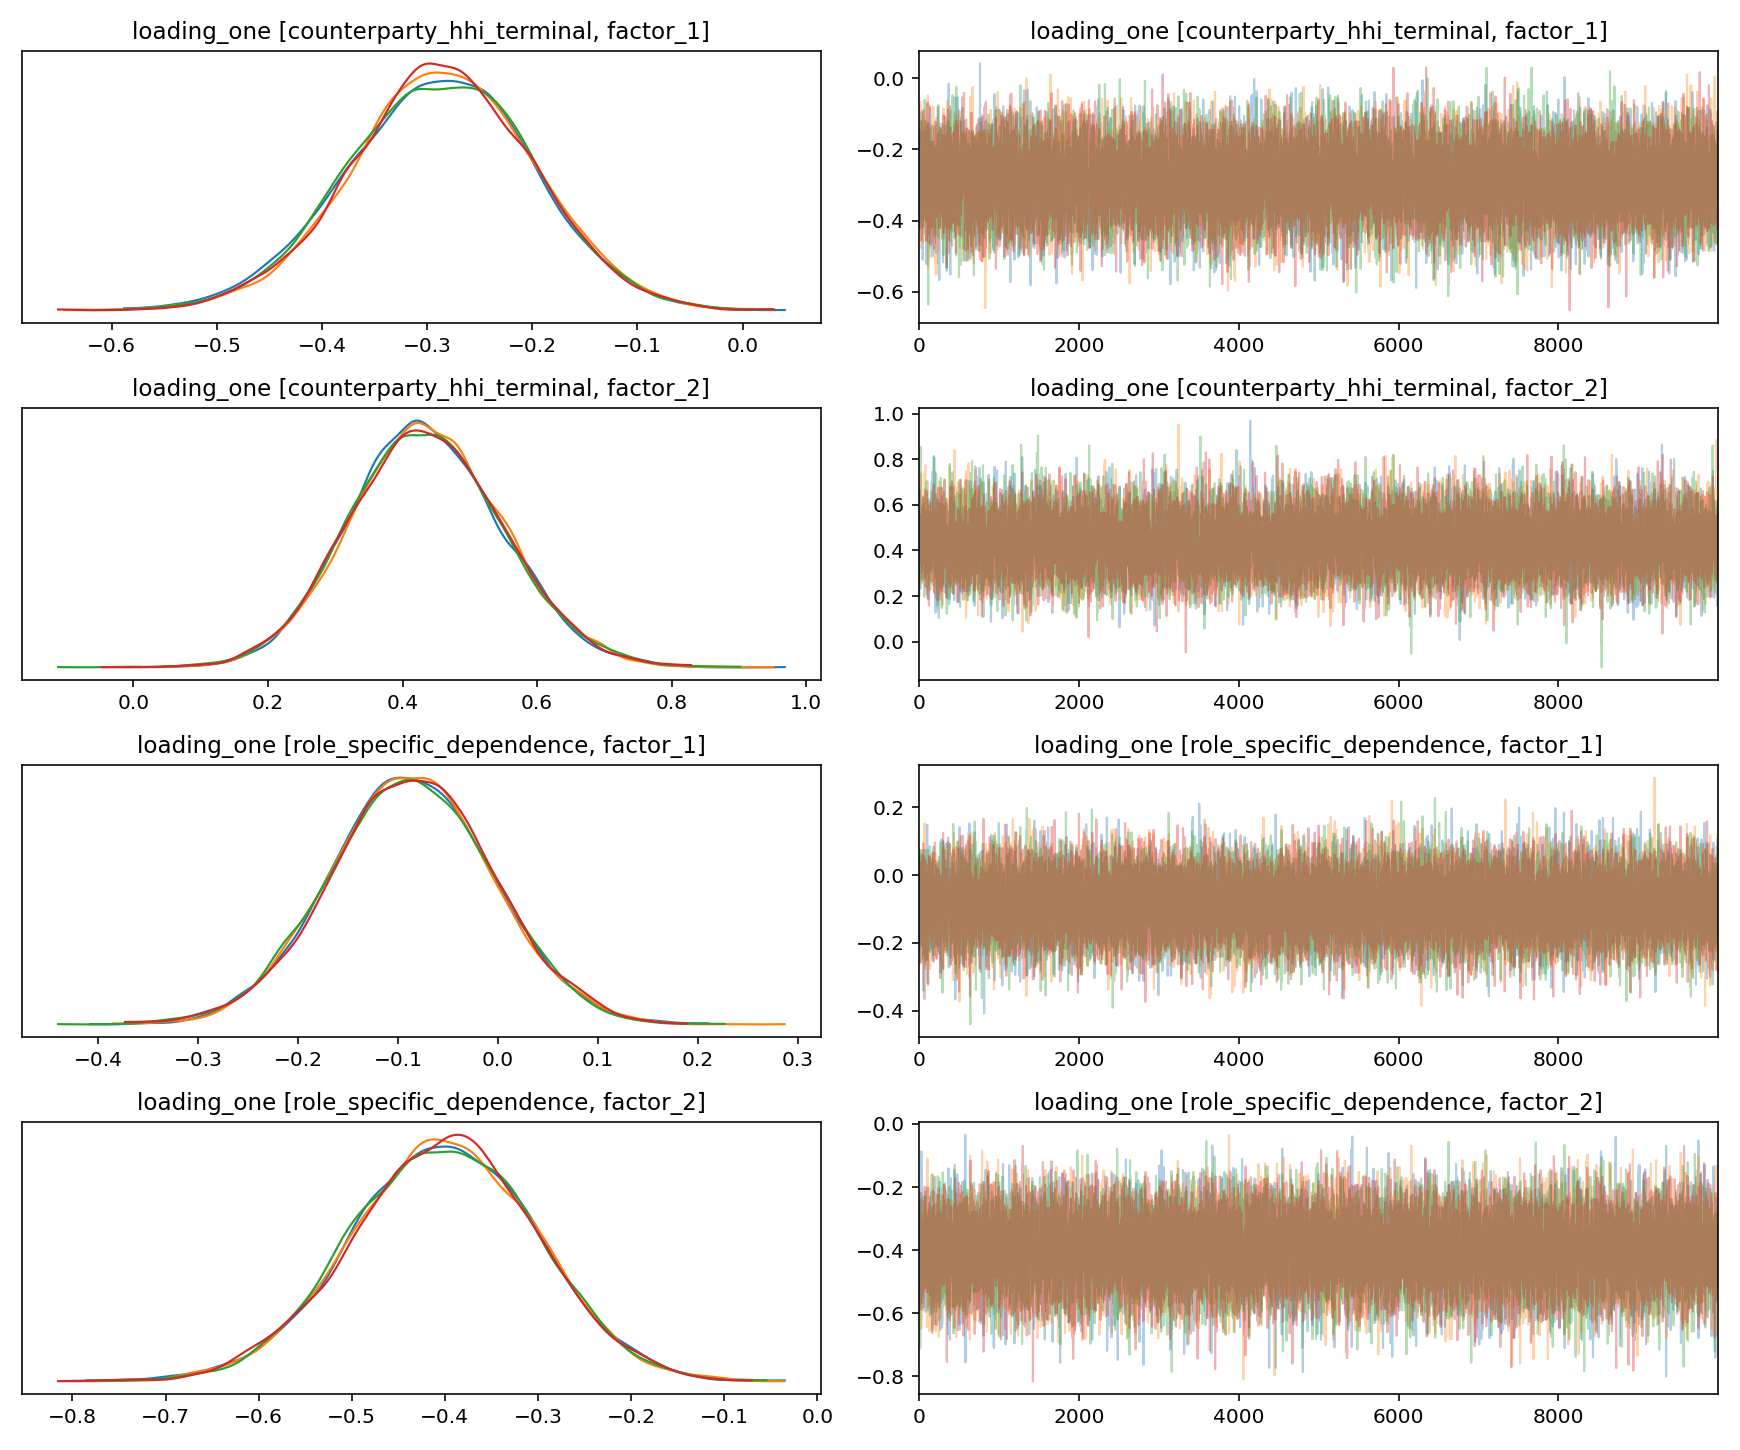 loading_one [counterparty_hhi_terminal, factor_1]
−0.6 −0.5 −0.4 −0.3 −0.2 −0.1 0.0
loading_one [counterparty_hhi_terminal, factor_1]
0.0
−0.2
−0.4
−0.6
0 2000 4000 6000 8000
loading_one [counterparty_hhi_terminal, factor_2]
0.0 0.2 0.4 0.6 0.8 1.0
loading_one [counterparty_hhi_terminal, factor_2]
1.0
0.8
0.6
0.4
0.2
0.0
0 2000 4000 6000 8000
loading_one [role_specific_dependence, factor_1]
−0.4 −0.3 −0.2 −0.1 0.0 0.1 0.2 0.3
loading_one [role_specific_dependence, factor_1]
0.2
0.0
−0.2
−0.4
0 2000 4000 6000 8000
loading_one [role_specific_dependence, factor_2]
−0.8 −0.7 −0.6 −0.5 −0.4 −0.3 −0.2 −0.1 0.0
loading_one [role_specific_dependence, factor_2]
0.0
−0.2
−0.4
−0.6
−0.8
0 2000 4000 6000 8000